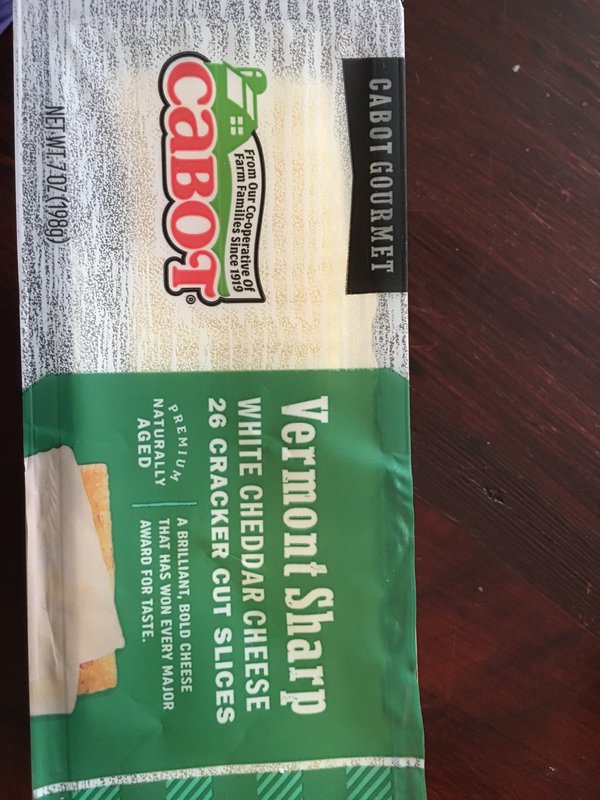 CABOT GOURMET
From Our Co-operative Of
Farm Families Since 1919
CABOT®
NET WT. 7 OZ. (198g)
Vermont Sharp
WHITE CHEDDAR CHEESE
26 CRACKER CUT SLICES
PREMIUM
NATURALLY
AGED
A BRILLIANT, BOLD CHEESE
THAT HAS WON EVERY MAJOR
AWARD FOR TASTE.